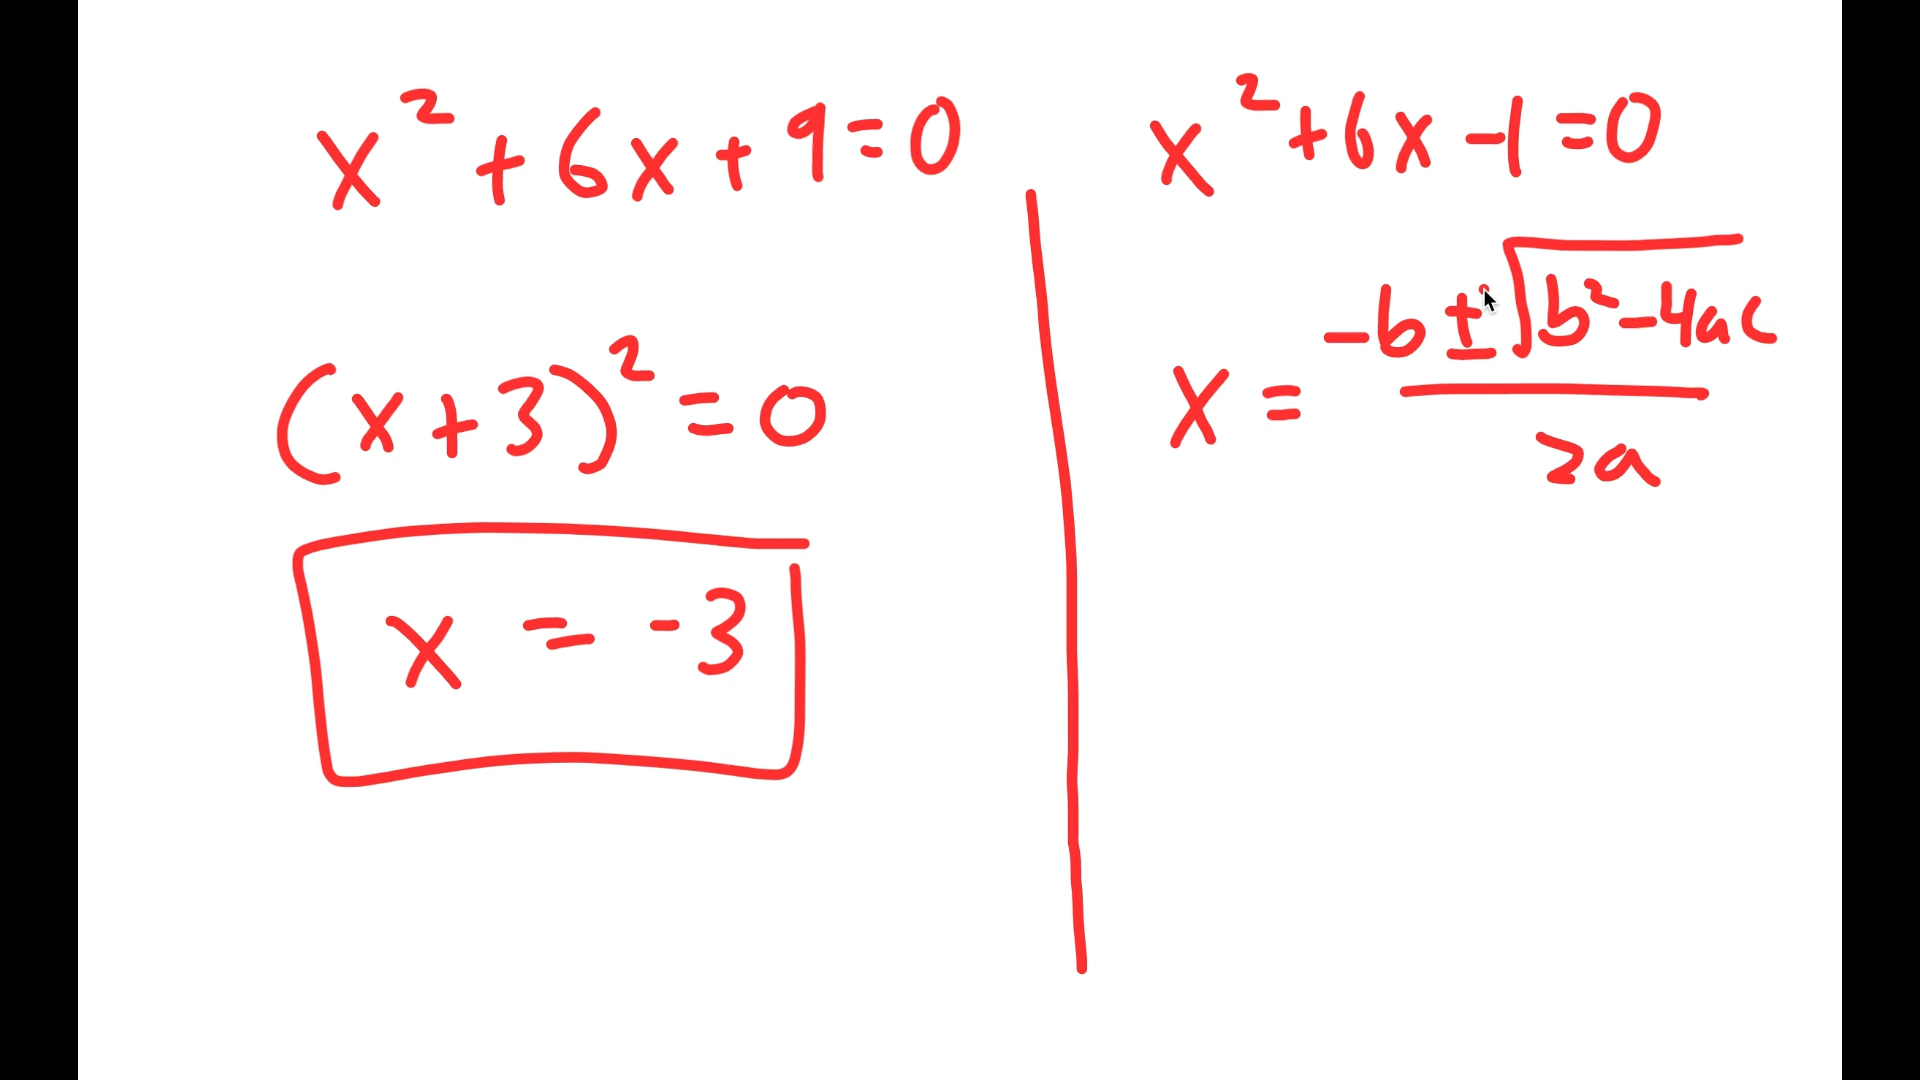 x² + 6x + 9 = 0
(x + 3)² = 0
x = -3
x² + 6x - 1 = 0
x = (-b ± √(b² - 4ac)) / 2a